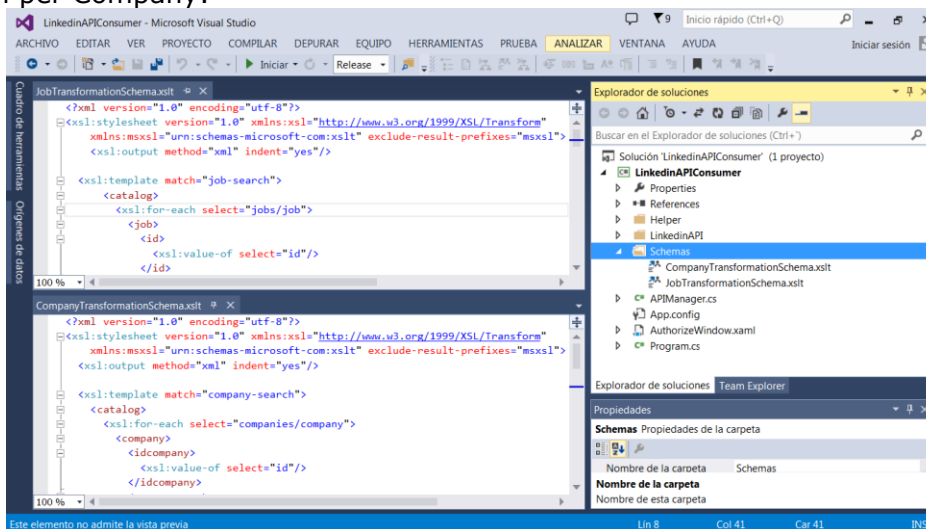 per Company:
LinkedinAPIConsumer - Microsoft Visual Studio
9
Inicio rápido (Ctrl+Q)
ARCHIVO EDITAR VER PROYECTO COMPILAR DEPURAR EQUIPO HERRAMIENTAS PRUEBA ANALIZAR VENTANA AYUDA Iniciar sesión
Iniciar Release
Cuadro de herramientas
Orígenes de datos
JobTransformationSchema.xslt
<?xml version="1.0" encoding="utf-8"?>
<xsl:stylesheet version="1.0" xmlns:xsl="http://www.w3.org/1999/XSL/Transform"
xmlns:msxsl="urn:schemas-microsoft-com:xslt" exclude-result-prefixes="msxsl">
<xsl:output method="xml" indent="yes"/>
<xsl:template match="job-search">
<catalog>
<xsl:for-each select="jobs/job">
<job>
<id>
<xsl:value-of select="id"/>
</id>
100 %
CompanyTransformationSchema.xslt
<?xml version="1.0" encoding="utf-8"?>
<xsl:stylesheet version="1.0" xmlns:xsl="http://www.w3.org/1999/XSL/Transform"
xmlns:msxsl="urn:schemas-microsoft-com:xslt" exclude-result-prefixes="msxsl">
<xsl:output method="xml" indent="yes"/>
<xsl:template match="company-search">
<catalog>
<xsl:for-each select="companies/company">
<company>
<idcompany>
<xsl:value-of select="id"/>
</idcompany>
100 %
Explorador de soluciones
Buscar en el Explorador de soluciones (Ctrl+`)
Solución 'LinkedinAPIConsumer' (1 proyecto)
LinkedinAPIConsumer
Properties
References
Helper
LinkedinAPI
Schemas
CompanyTransformationSchema.xslt
JobTransformationSchema.xslt
C# APIManager.cs
App.config
AuthorizeWindow.xaml
C# Program.cs
Explorador de soluciones Team Explorer
Propiedades
Schemas Propiedades de la carpeta
Nombre de la carpeta Schemas
Nombre de la carpeta
Nombre de esta carpeta
Este elemento no admite la vista previa Lín 8 Col 41 Car 41 INS